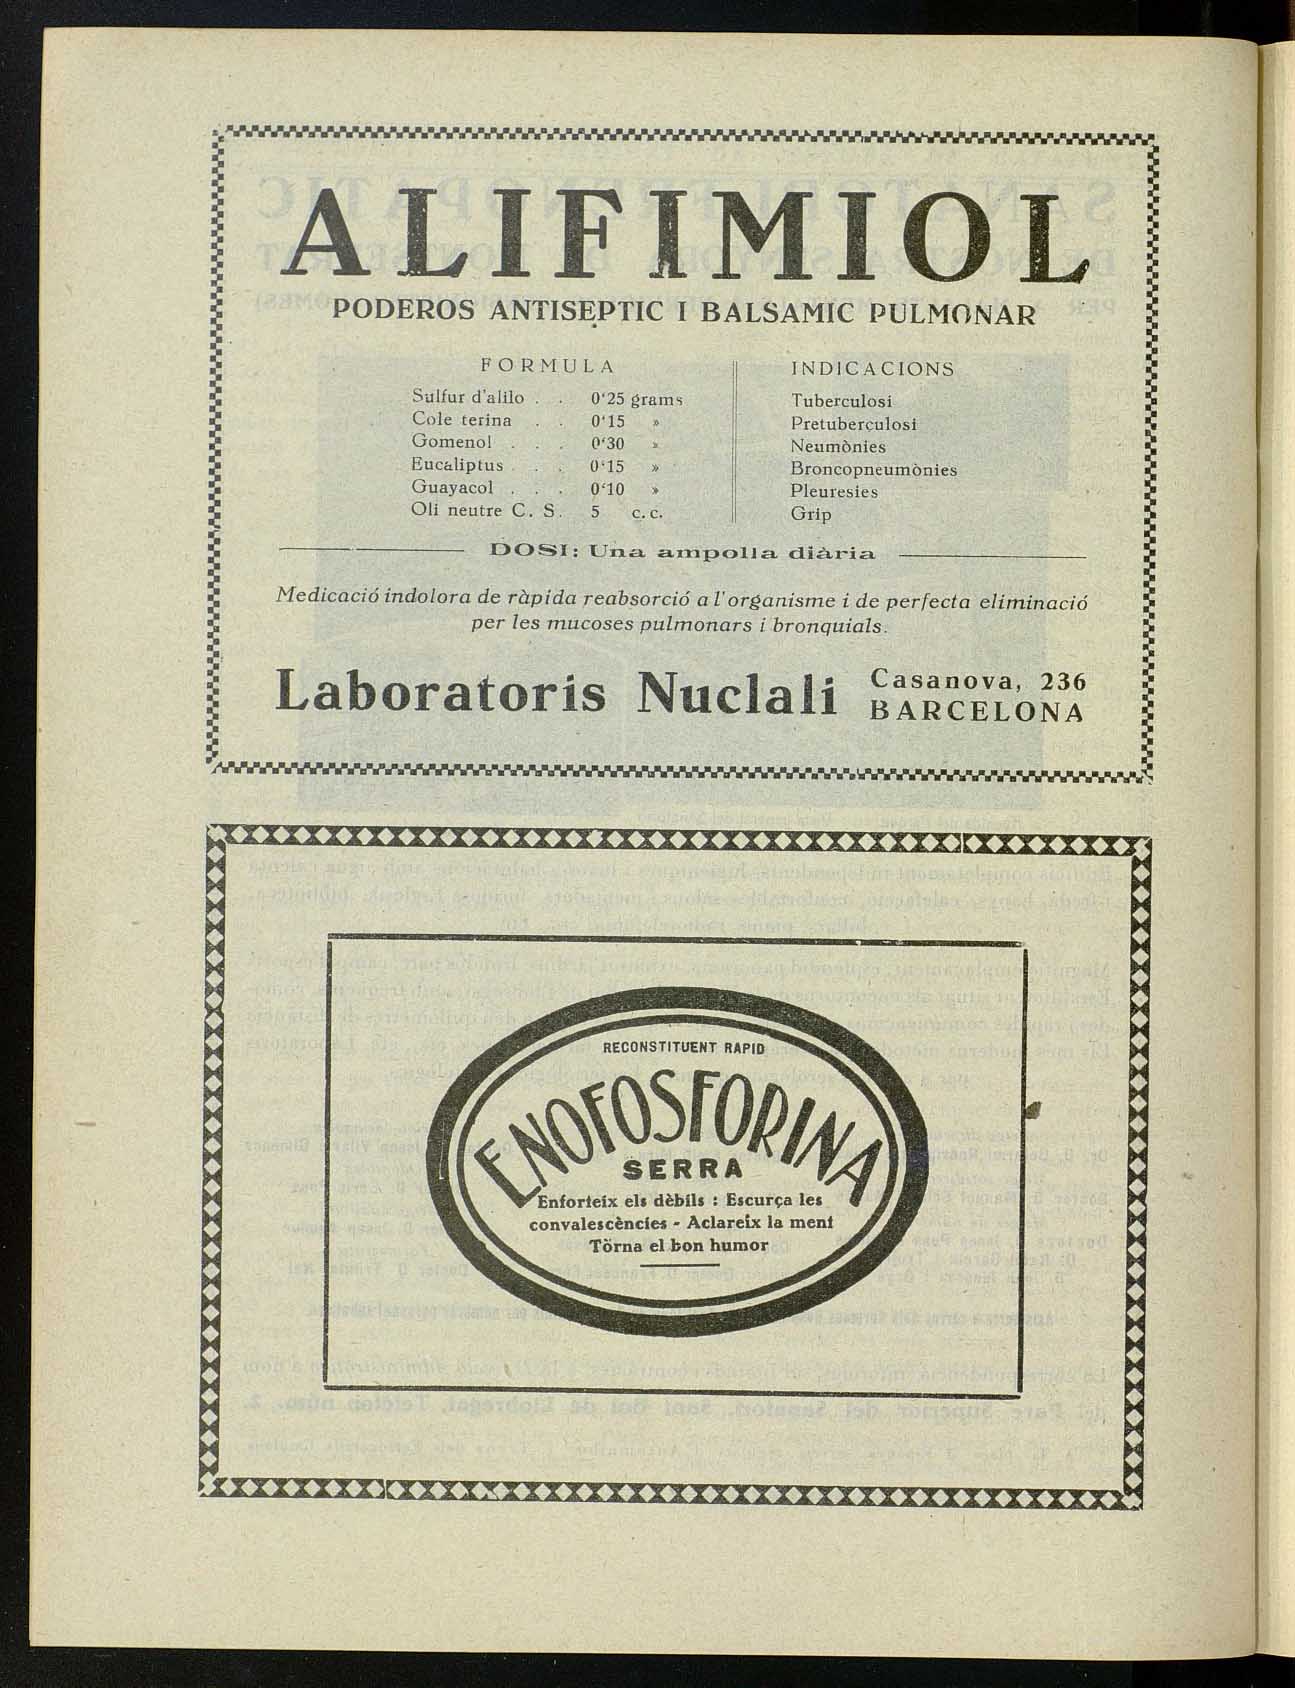 ALIFIMIOL
PODEROS ANTISEPTIC I BALSAMIC PULMONAR
FORMULA
Sulfur d'alilo . . 0'25 grams
Cole terina . . 0'15 »
Gomenol . . . 0'30 »
Eucaliptus . . . 0'15 »
Guayacol . . . 0'10 »
Oli neutre C. S. 5 c. c.
INDICACIONS
Tuberculosi
Pretuberculosi
Neumònies
Broncopneumònies
Pleuresies
Grip
DOSI: Una ampolla diària
Medicació indolora de ràpida reabsorció a l'organisme i de perfecta eliminació
per les mucoses pulmonars i bronquials.
Laboratoris Nuclali
Casanova, 236
BARCELONA
RECONSTITUENT RAPID
ENOFOSFORINA
SERRA
Enforteix els dèbils : Escurça les
convalescències - Aclareix la ment
Törna el bon humor